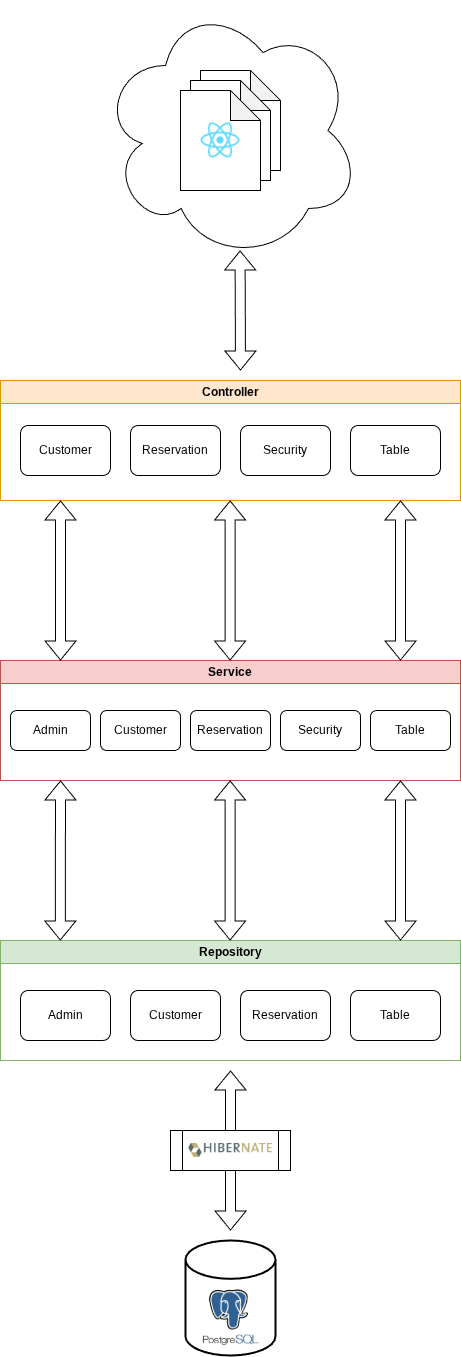 Controller
Customer Reservation Security Table
Service
Admin Customer Reservation Security Table
Repository
Admin Customer Reservation Table
HIBERNATE
PostgreSQL